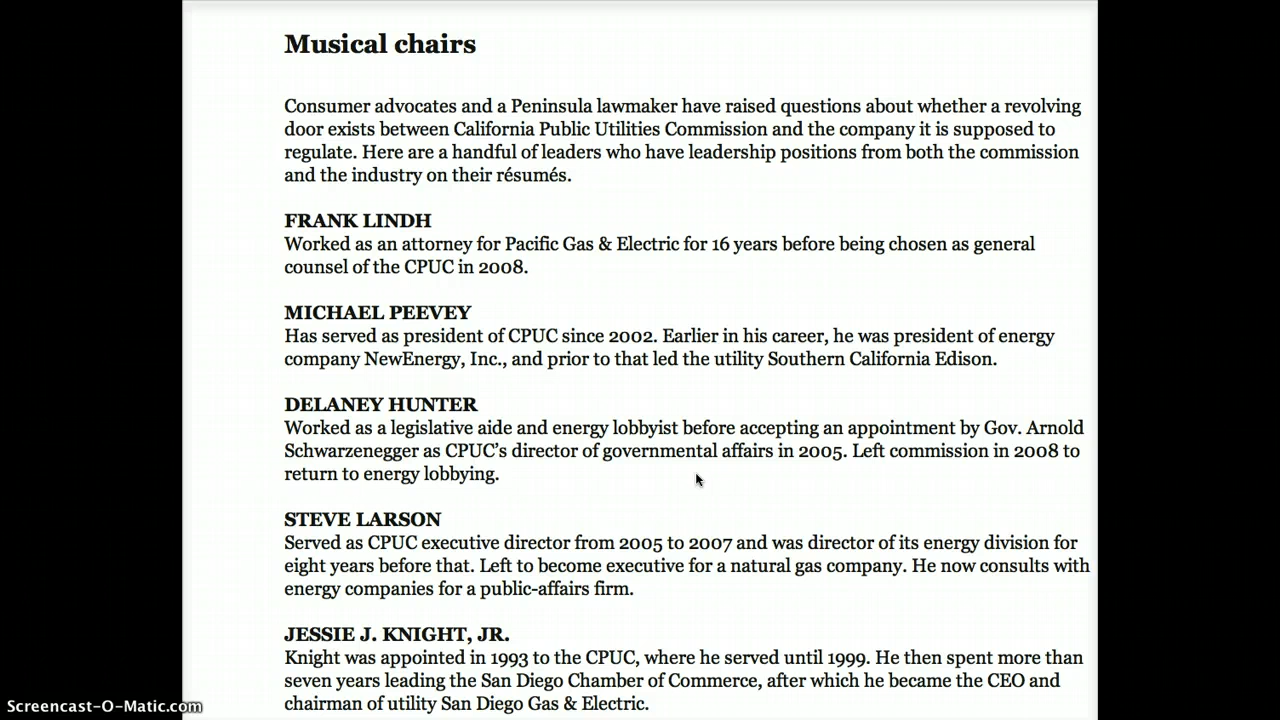 Musical chairs
Consumer advocates and a Peninsula lawmaker have raised questions about whether a revolving
door exists between California Public Utilities Commission and the company it is supposed to
regulate. Here are a handful of leaders who have leadership positions from both the commission
and the industry on their résumés.
FRANK LINDH
Worked as an attorney for Pacific Gas & Electric for 16 years before being chosen as general
counsel of the CPUC in 2008.
MICHAEL PEEVEY
Has served as president of CPUC since 2002. Earlier in his career, he was president of energy
company NewEnergy, Inc., and prior to that led the utility Southern California Edison.
DELANEY HUNTER
Worked as a legislative aide and energy lobbyist before accepting an appointment by Gov. Arnold
Schwarzenegger as CPUC’s director of governmental affairs in 2005. Left commission in 2008 to
return to energy lobbying.
STEVE LARSON
Served as CPUC executive director from 2005 to 2007 and was director of its energy division for
eight years before that. Left to become executive for a natural gas company. He now consults with
energy companies for a public-affairs firm.
JESSIE J. KNIGHT, JR.
Knight was appointed in 1993 to the CPUC, where he served until 1999. He then spent more than
seven years leading the San Diego Chamber of Commerce, after which he became the CEO and
chairman of utility San Diego Gas & Electric.
Screencast-O-Matic.com